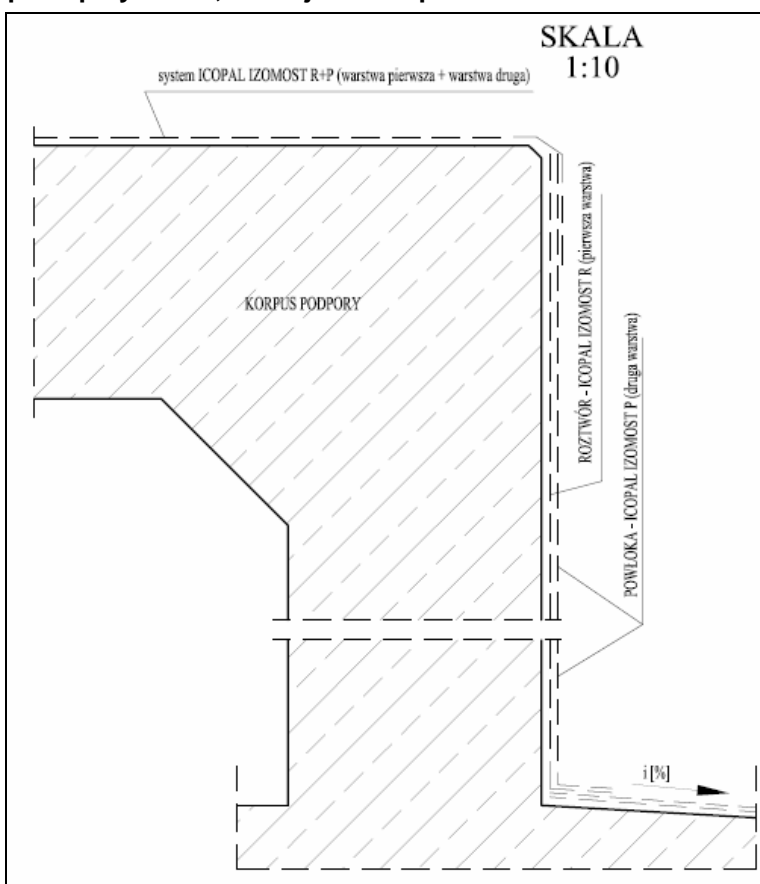 SKALA
1:10
system ICOPAL IZOMOST R+P (warstwa pierwsza + warstwa druga)
KORPUS PODPORY
ROZTWÓR - ICOPAL IZOMOST R (pierwsza warstwa)
POWŁOKA - ICOPAL IZOMOST P (druga warstwa)
i [%]